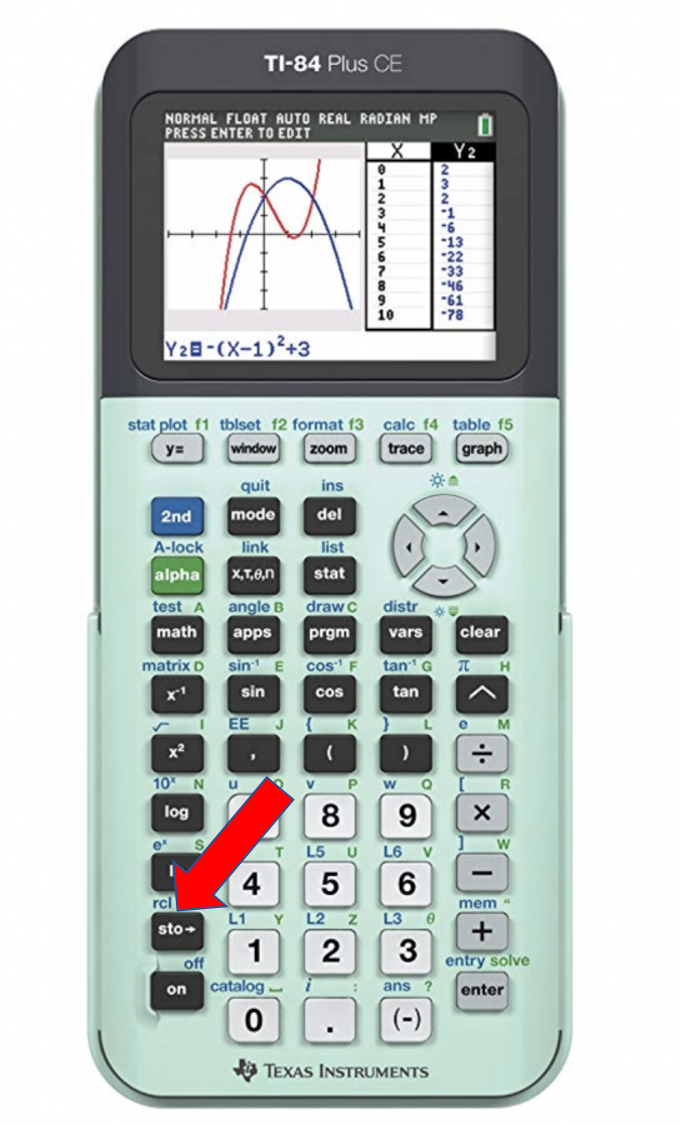 TI-84 Plus CE
NORMAL FLOAT AUTO REAL RADIAN MP
PRESS ENTER TO EDIT
X Y2
0 2
1 3
2 2
3 -1
4 -6
5 -13
6 -22
7 -33
8 -46
9 -61
10 -78
Y2=-(X-1)²+3
stat plot f1 tblset f2 format f3 calc f4 table f5
y= window zoom trace graph
quit ins
2nd mode del
A-lock link list
alpha X,T,θ,n stat
test A angle B draw C distr
math apps prgm vars clear
matrix D sin⁻¹ E cos⁻¹ F tan⁻¹ G π H
x⁻¹ sin cos tan ^
√ I EE J { K } L e M
x² , ( ) ÷
10ˣ N u v P w Q [ R
log 8 9 ×
eˣ S T L5 U L6 V ] W
4 5 6 −
rcl L1 Y L2 Z L3 θ mem "
sto→ 1 2 3 +
off catalog ⎵ i : ans ? entry solve
on 0 . (-) enter
TEXAS INSTRUMENTS